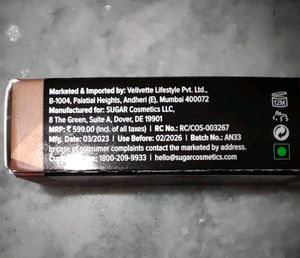 Marketed & Imported by: Vellvette Lifestyle Pvt. Ltd.,
B-1004, Palatial Heights, Andheri (E), Mumbai 400072
Manufactured for: SUGAR Cosmetics LLC,
8 The Green, Suite A, Dover, DE 19901
MRP: ₹ 599.00 (incl. of all taxes) | RC No.: RC/COS-003267
Mfg. Date: 03/2023 | Use Before: 02/2026 | Batch No: AN33
In case of consumer complaints contact the marketed by address.
1800-209-9933 | hello@sugarcosmetics.com
12M